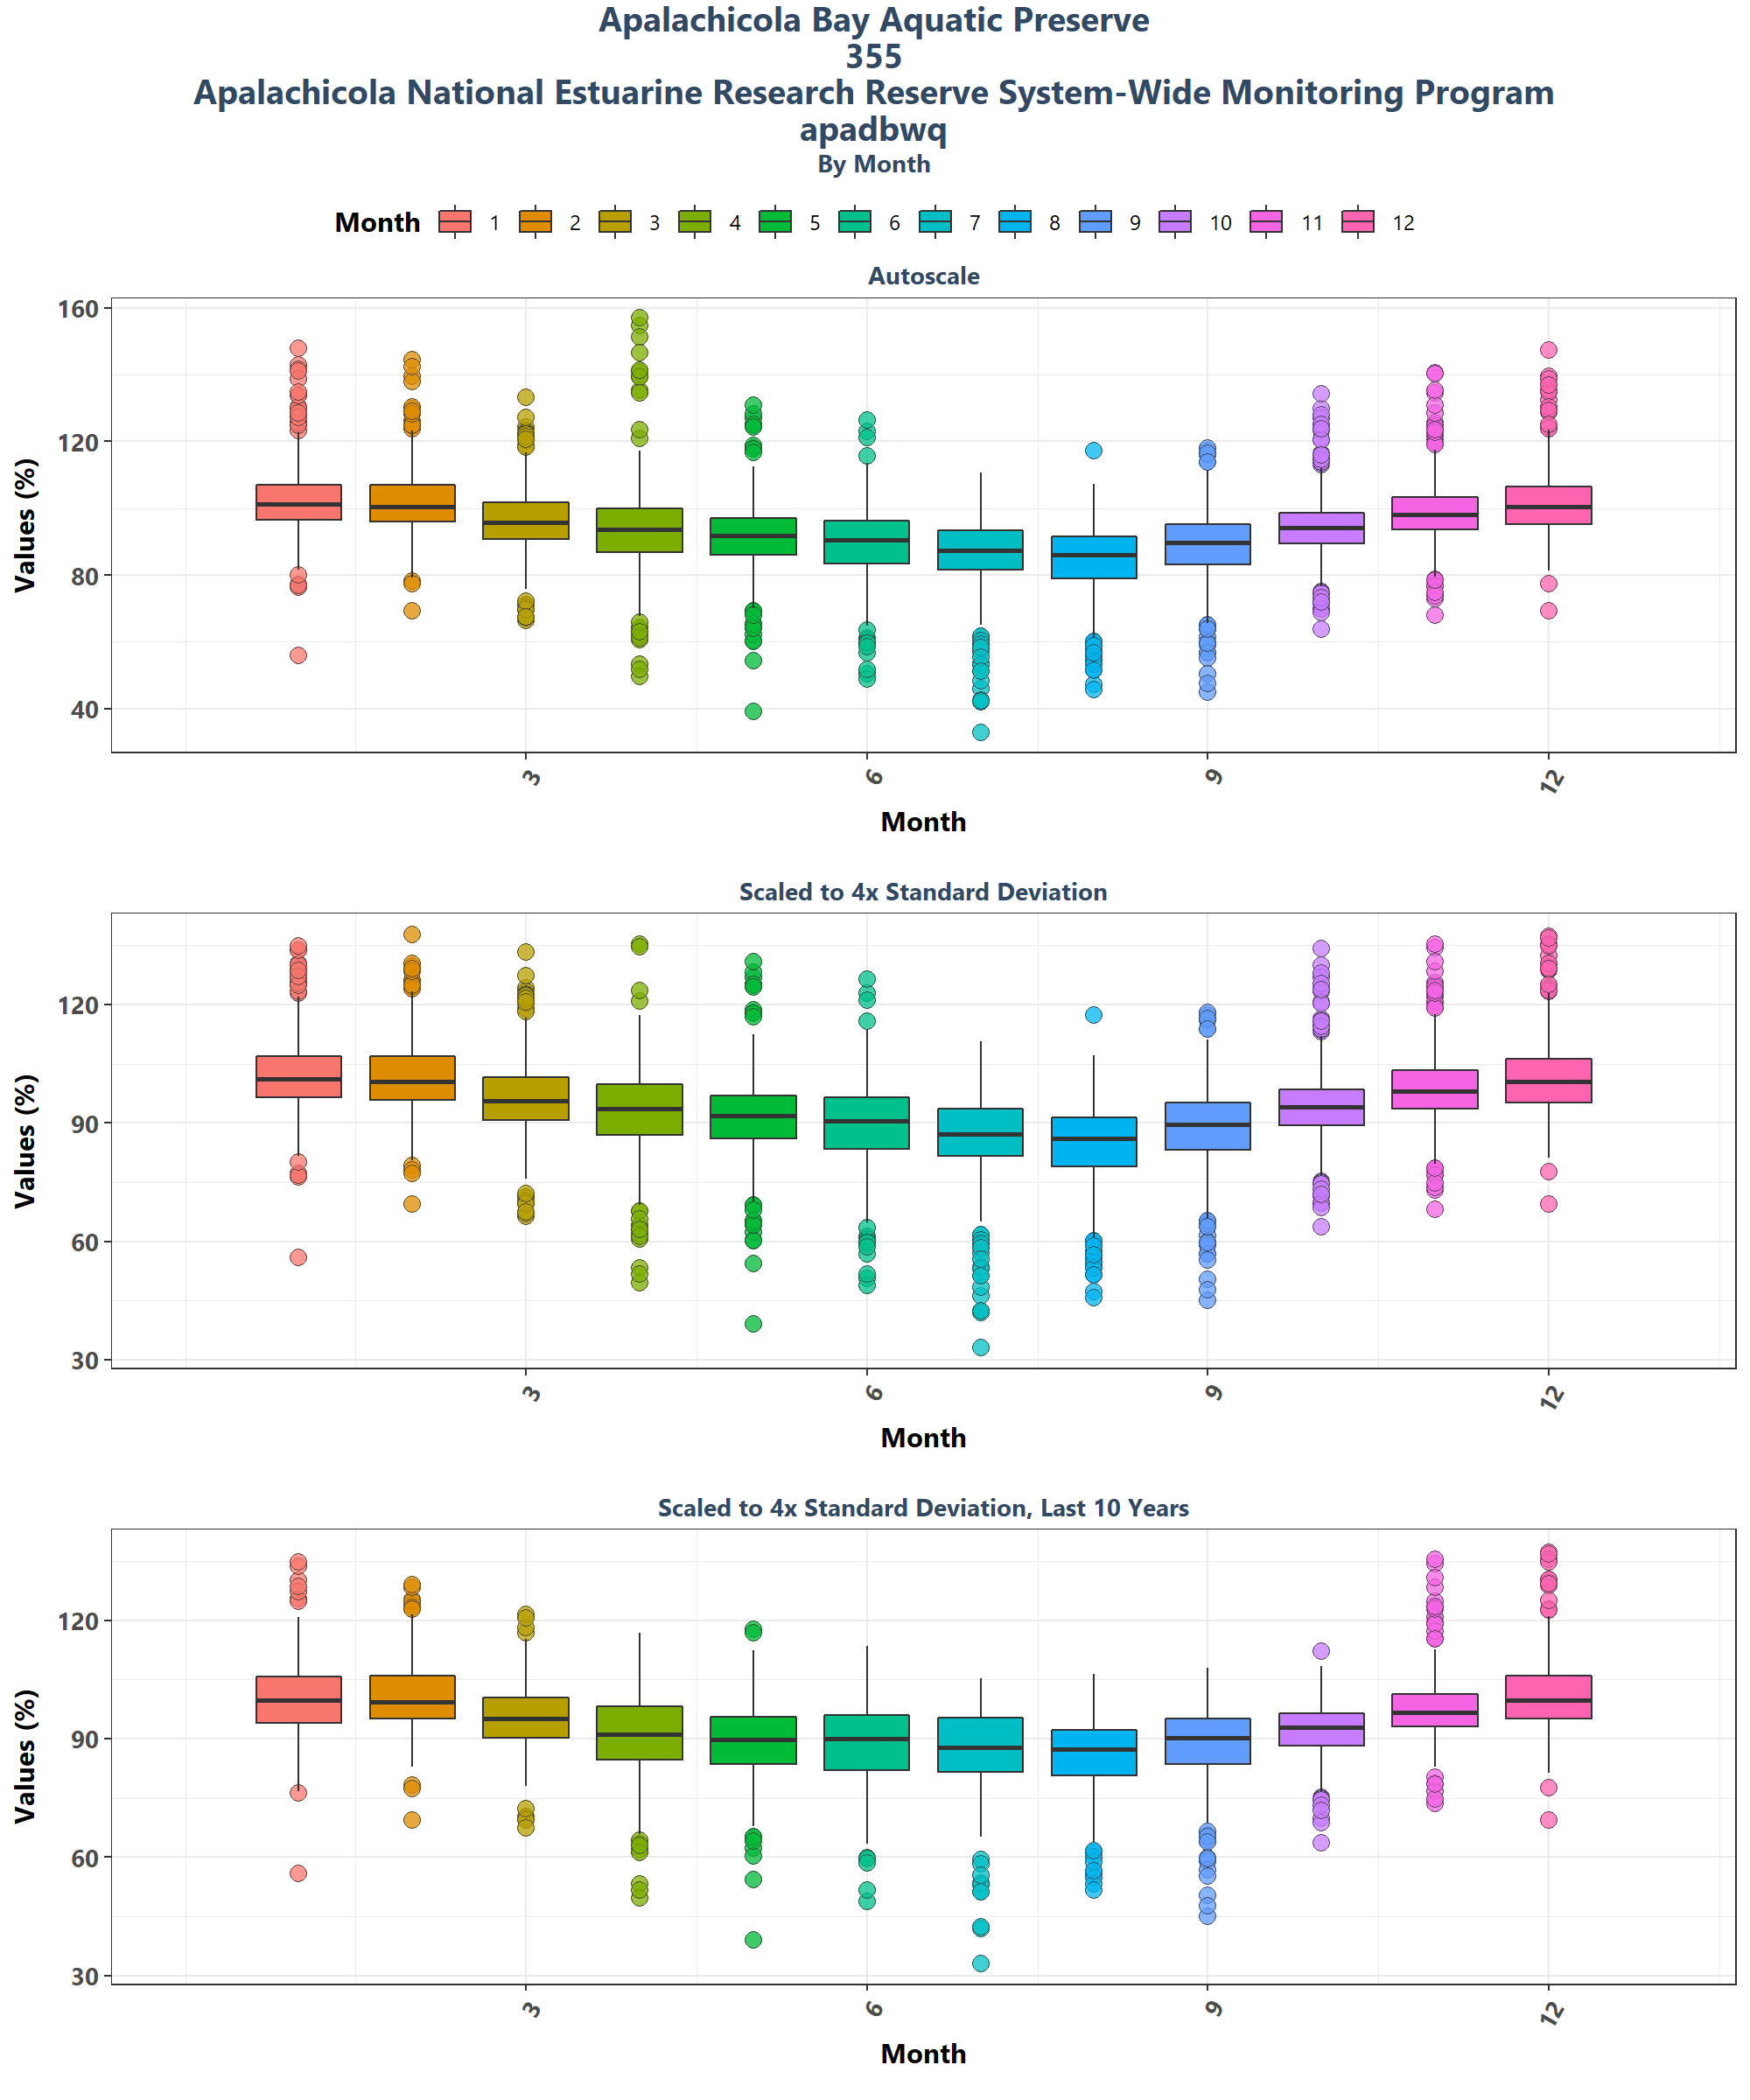 Apalachicola Bay Aquatic Preserve
355
Apalachicola National Estuarine Research Reserve System-Wide Monitoring Program
apadbwq
By Month
Month 1 2 3 4 5 6 7 8 9 10 11 12
Autoscale
Values (%)
160
120
80
40
3 6 9 12
Month
Scaled to 4x Standard Deviation
Values (%)
120
90
60
30
3 6 9 12
Month
Scaled to 4x Standard Deviation, Last 10 Years
Values (%)
120
90
60
30
3 6 9 12
Month